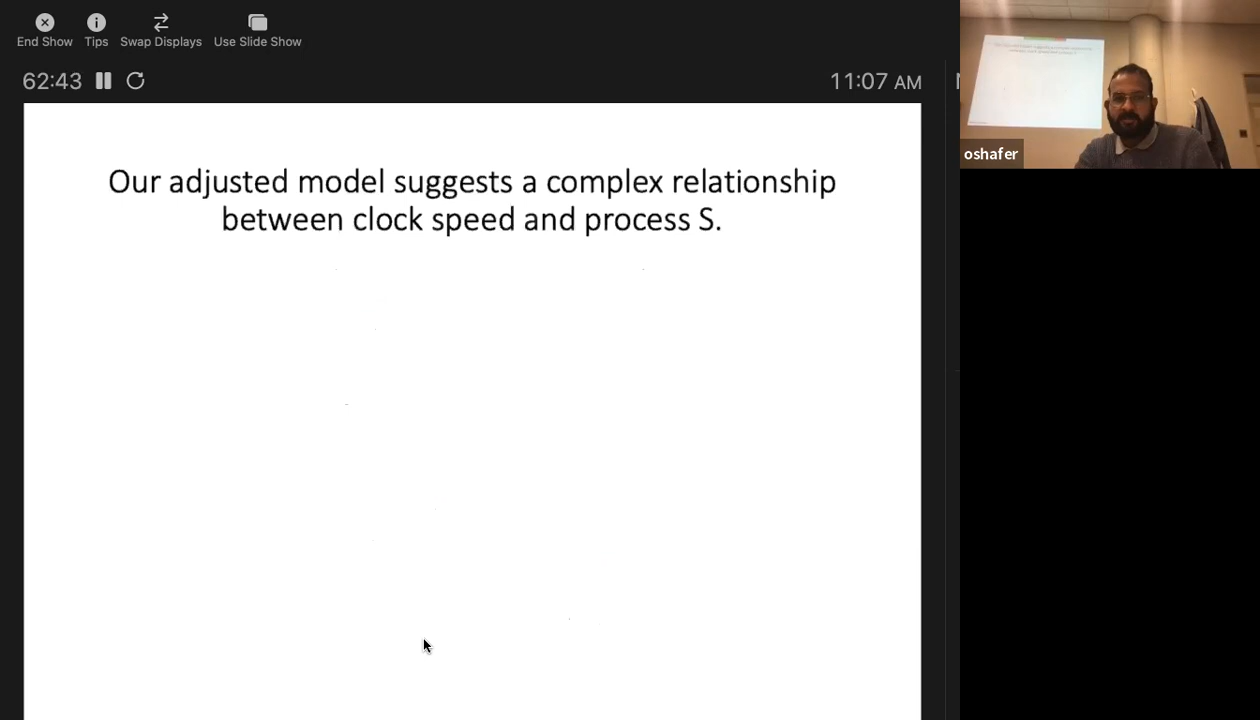 End Show Tips Swap Displays Use Slide Show
62:43 11:07 AM
Our adjusted model suggests a complex relationship
between clock speed and process S.
oshafer